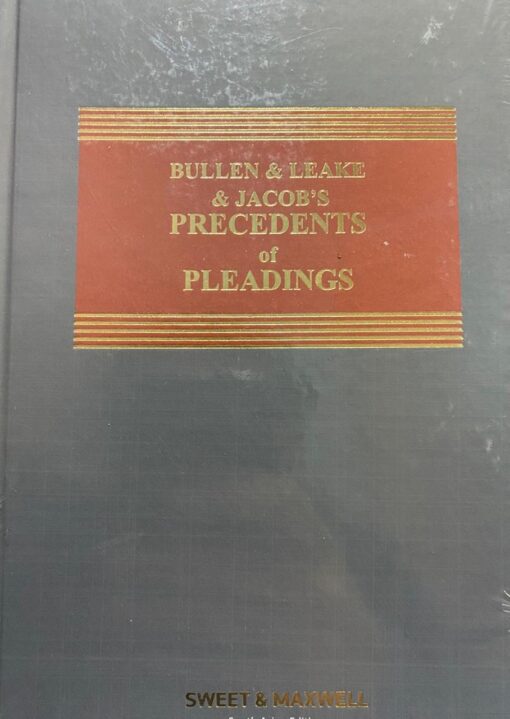 BULLEN & LEAKE
& JACOB'S
PRECEDENTS
of
PLEADINGS
SWEET & MAXWELL